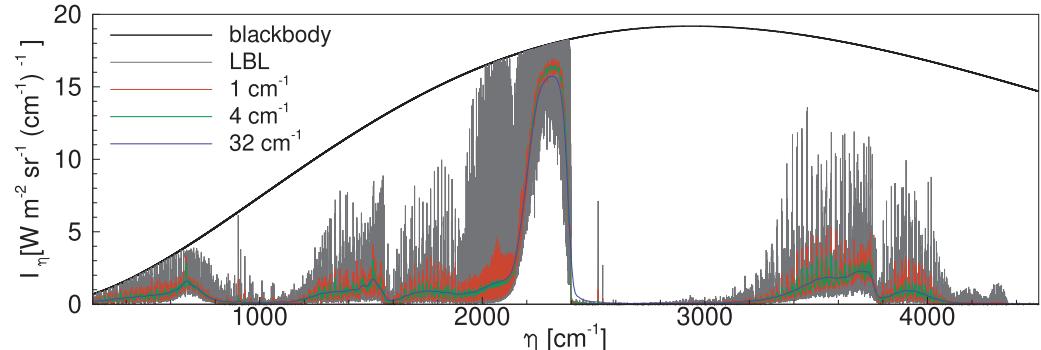 20
15
10
5
0
I η [W m⁻² sr⁻¹ (cm⁻¹) ⁻¹ ]
blackbody
LBL
1 cm⁻¹
4 cm⁻¹
32 cm⁻¹
1000 2000 3000 4000
η [cm⁻¹]